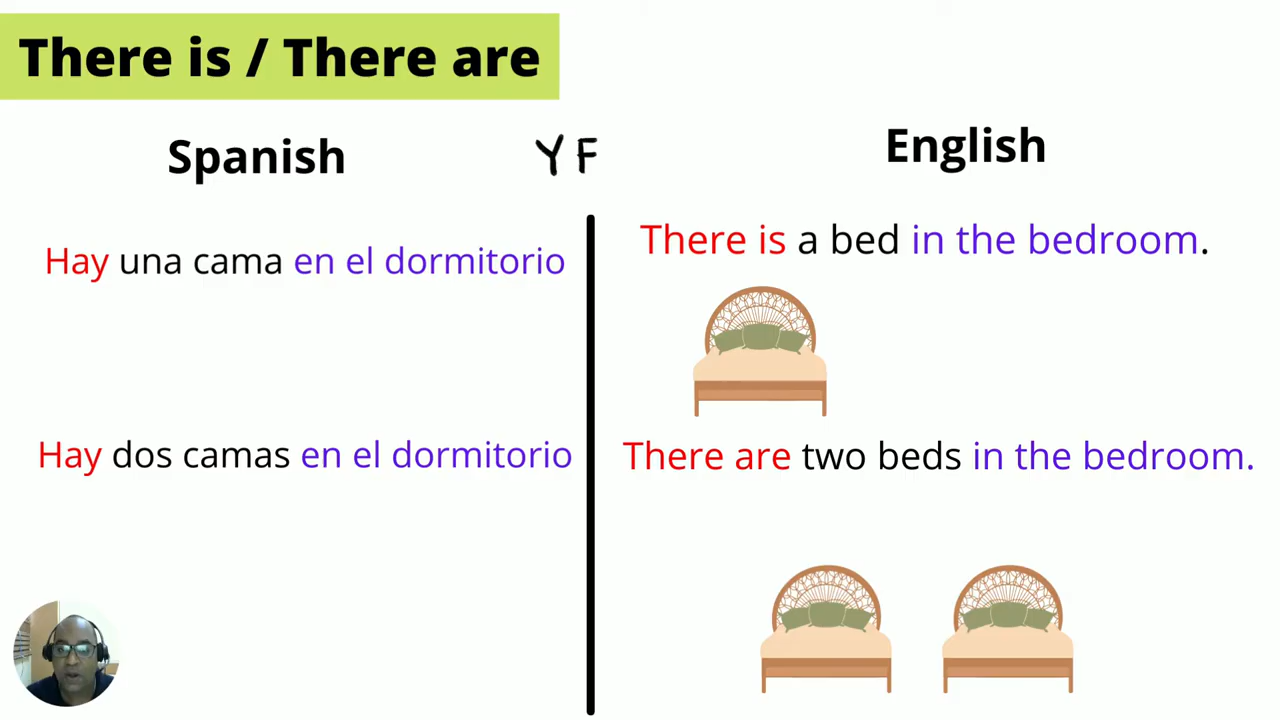 There is / There are
Spanish
Y F
English
Hay una cama en el dormitorio
There is a bed in the bedroom.
Hay dos camas en el dormitorio
There are two beds in the bedroom.